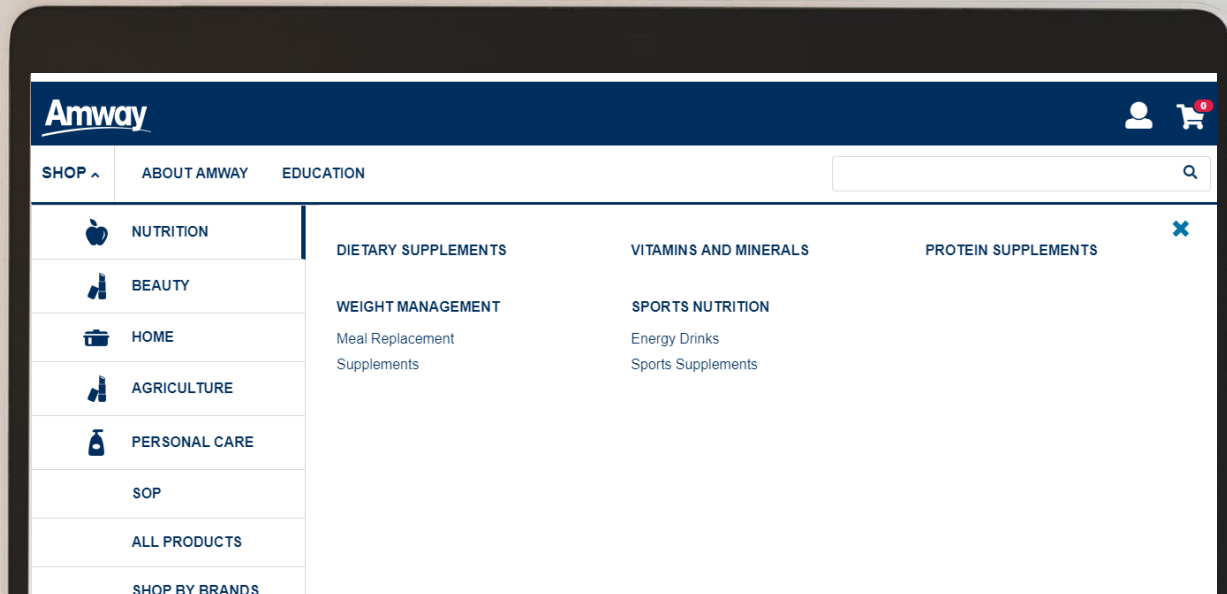 Amway
0
SHOP
ABOUT AMWAY
EDUCATION
NUTRITION
BEAUTY
HOME
AGRICULTURE
PERSONAL CARE
SOP
ALL PRODUCTS
SHOP BY BRANDS
DIETARY SUPPLEMENTS
VITAMINS AND MINERALS
PROTEIN SUPPLEMENTS
WEIGHT MANAGEMENT
Meal Replacement
Supplements
SPORTS NUTRITION
Energy Drinks
Sports Supplements